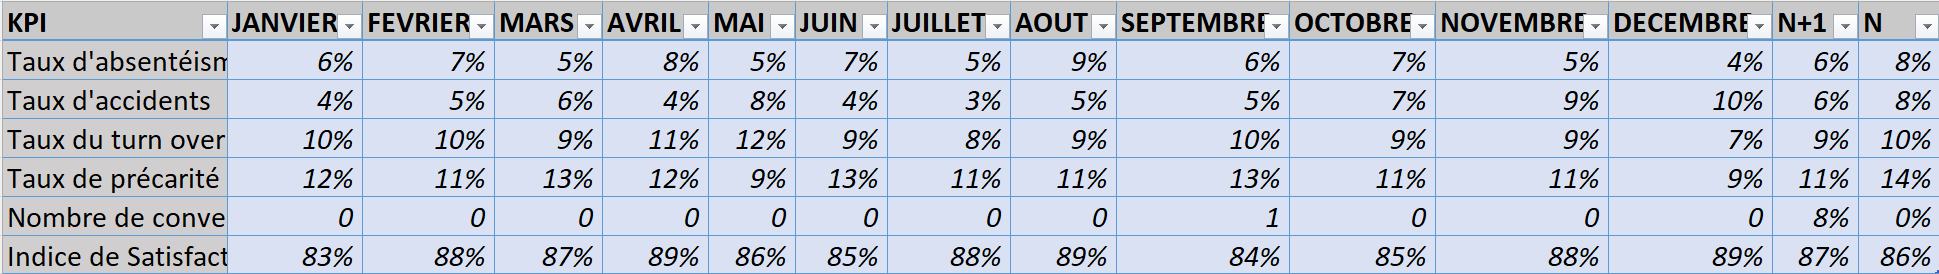 KPI JANVIER FEVRIER MARS AVRIL MAI JUIN JUILLET AOUT SEPTEMBRE OCTOBRE NOVEMBRE DECEMBRE N+1 N
Taux d'absentéism 6% 7% 5% 8% 5% 7% 5% 9% 6% 7% 5% 4% 6% 8%
Taux d'accidents 4% 5% 6% 4% 8% 4% 3% 5% 5% 7% 9% 10% 6% 8%
Taux du turn over 10% 10% 9% 11% 12% 9% 8% 9% 10% 9% 9% 7% 9% 10%
Taux de précarité 12% 11% 13% 12% 9% 13% 11% 11% 13% 11% 11% 9% 11% 14%
Nombre de conve 0 0 0 0 0 0 0 0 1 0 0 0 8% 0%
Indice de Satisfact 83% 88% 87% 89% 86% 85% 88% 89% 84% 85% 88% 89% 87% 86%